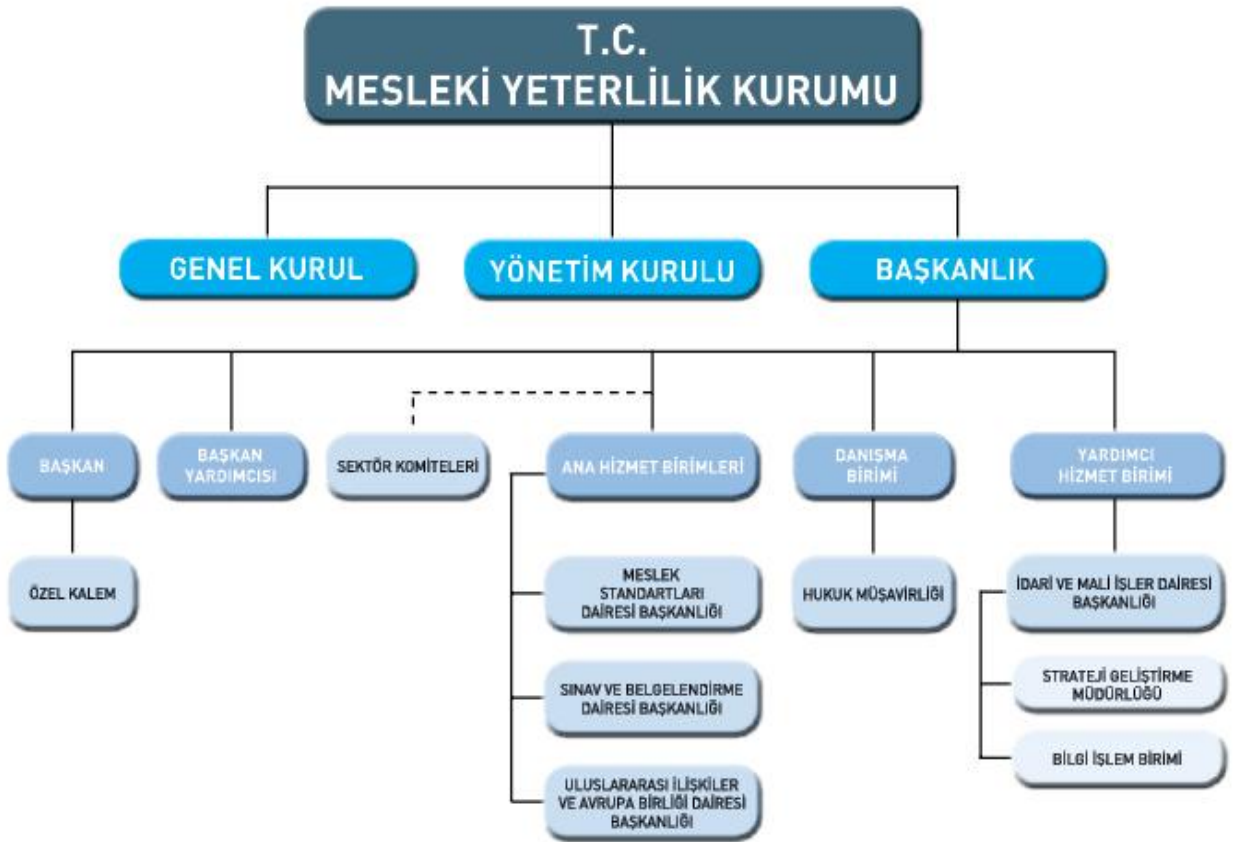 T.C.
MESLEKİ YETERLİLİK KURUMU
GENEL KURUL
YÖNETİM KURULU
BAŞKANLIK
BAŞKAN
BAŞKAN
YARDIMCISI
SEKTÖR KOMİTELERİ
ANA HİZMET BİRİMLERİ
DANIŞMA
BİRİMİ
YARDIMCI
HİZMET BİRİMİ
ÖZEL KALEM
MESLEK
STANDARTLARI
DAİRESİ BAŞKANLIĞI
HUKUK MÜŞAVİRLİĞİ
İDARİ VE MALİ İŞLER DAİRESİ
BAŞKANLIĞI
SINAV VE BELGELENDİRME
DAİRESİ BAŞKANLIĞI
STRATEJİ GELİŞTİRME
MÜDÜRLÜĞÜ
ULUSLARARASI İLİŞKİLER
VE AVRUPA BİRLİĞİ DAİRESİ
BAŞKANLIĞI
BİLGİ İŞLEM BİRİMİ